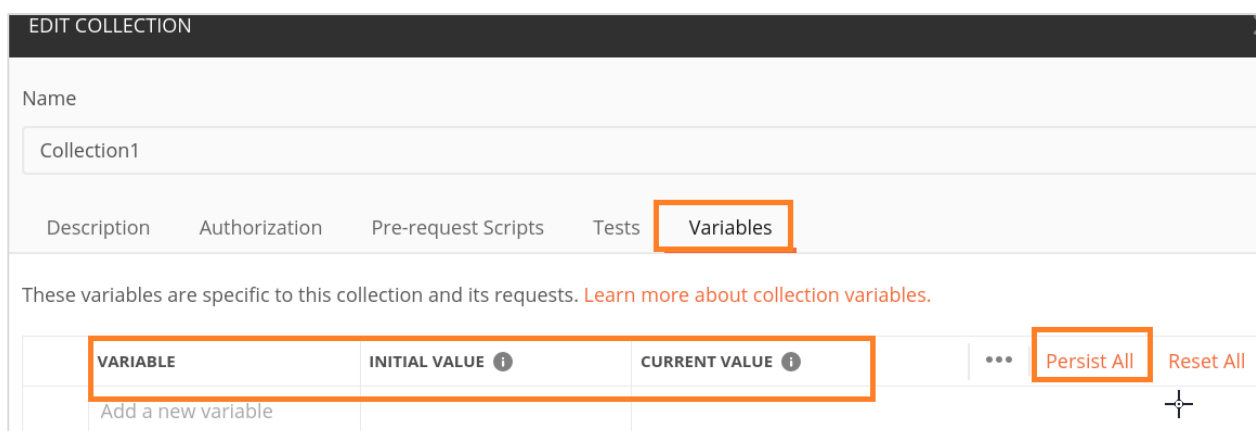 EDIT COLLECTION
Name
Collection1
Description Authorization Pre-request Scripts Tests Variables
These variables are specific to this collection and its requests. Learn more about collection variables.
VARIABLE INITIAL VALUE CURRENT VALUE Persist All Reset All
Add a new variable